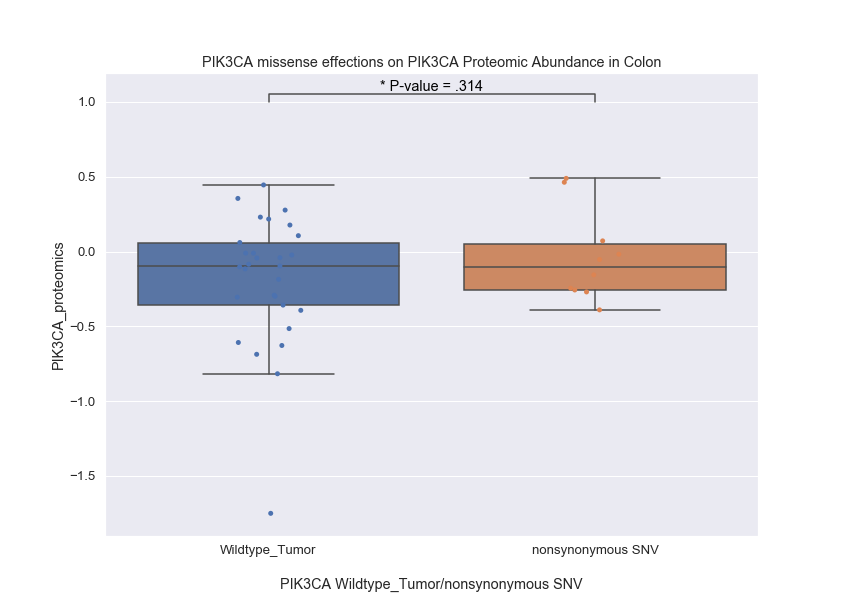 PIK3CA missense effections on PIK3CA Proteomic Abundance in Colon
* P-value = .314
1.0
0.5
0.0
−0.5
−1.0
−1.5
PIK3CA_proteomics
Wildtype_Tumor
nonsynonymous SNV
PIK3CA Wildtype_Tumor/nonsynonymous SNV